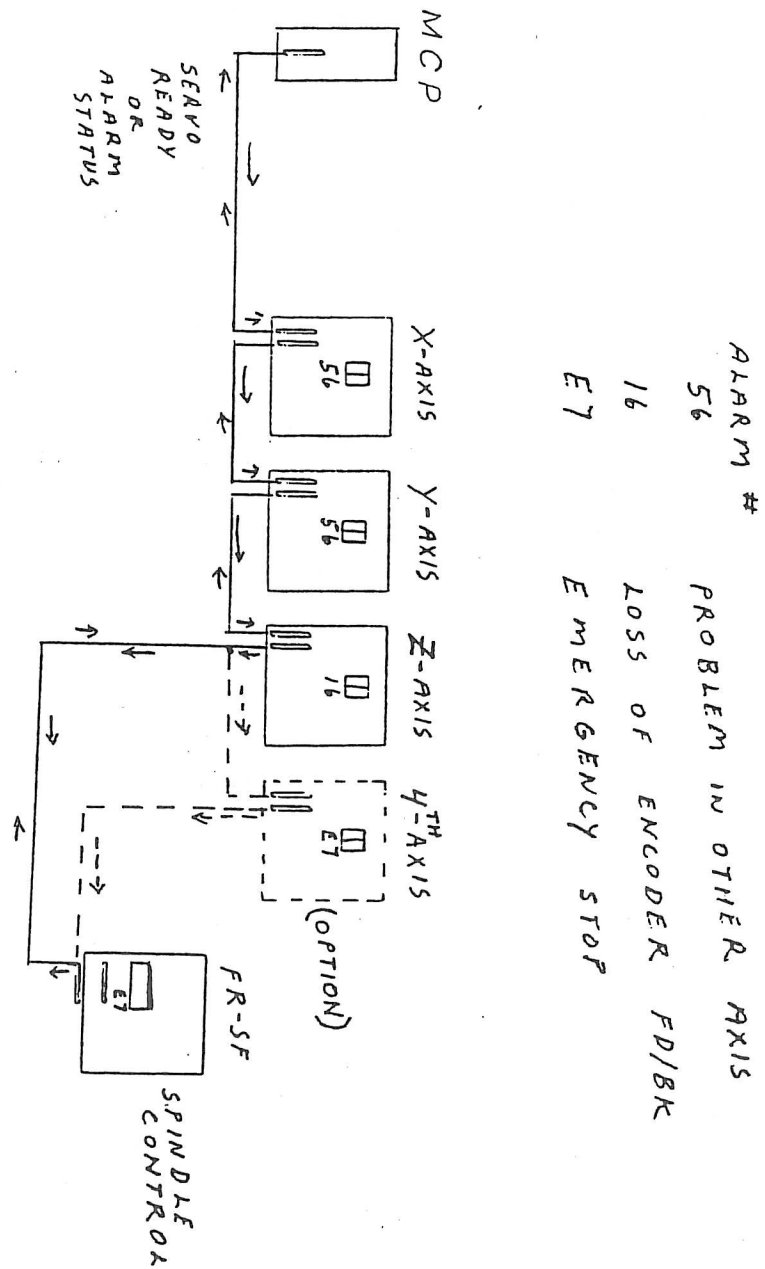 ALARM #
56 PROBLEM IN OTHER AXIS
16 LOSS OF ENCODER FD/BK
E7 EMERGENCY STOP
MCP
X-AXIS
Y-AXIS
Z-AXIS
4TH-AXIS
(OPTION)
FR-SF
SPINDLE
CONTROL
56
56
16
E7
E7
SERVO
READY
OR
ALARM
STATUS